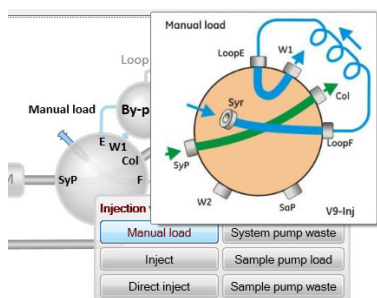 Manual load
LoopE
W1
Col
Syr
LoopF
SyP
W2
SaP
V9-Inj
Loop
Manual load
By-p
E
W1
Col
SyP
F
M
Injection v
Manual load
System pump waste
Inject
Sample pump load
Direct inject
Sample pump waste